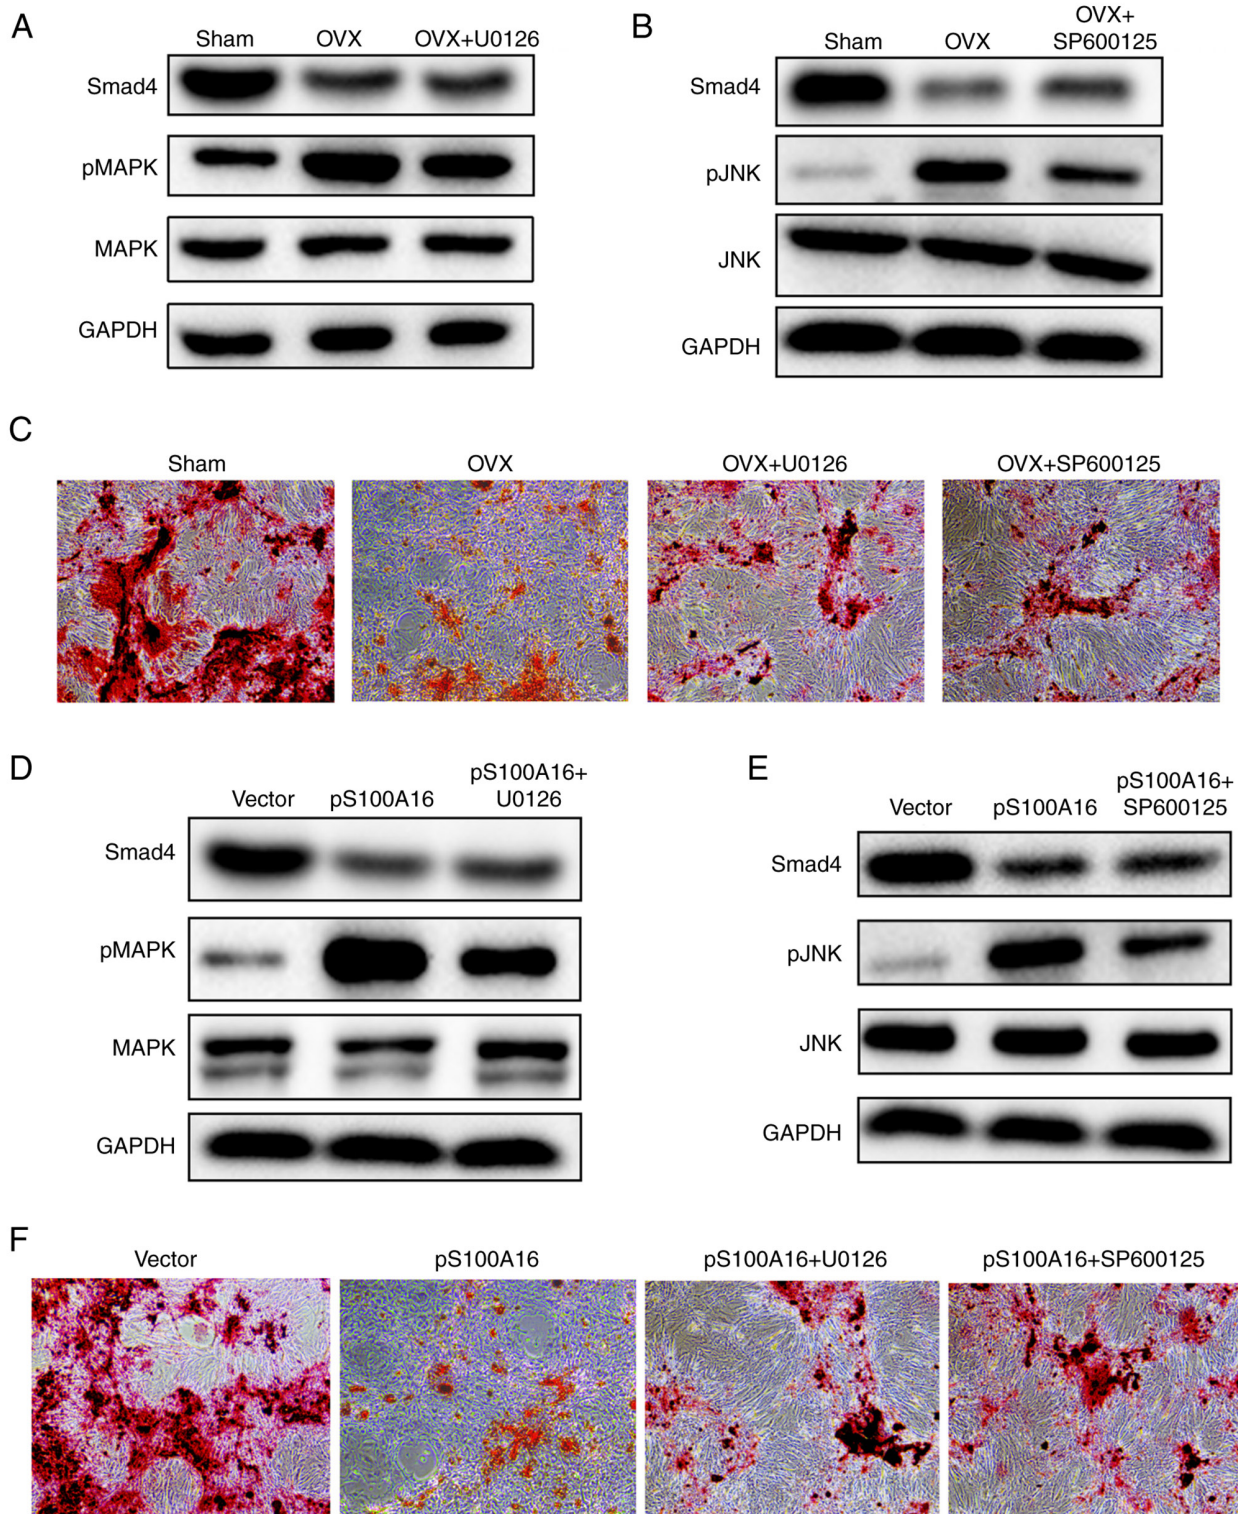 A
Sham OVX OVX+U0126
Smad4
pMAPK
MAPK
GAPDH
B
Sham OVX OVX+
SP600125
Smad4
pJNK
JNK
GAPDH
C
Sham OVX OVX+U0126 OVX+SP600125
D
Vector pS100A16 pS100A16+
U0126
Smad4
pMAPK
MAPK
GAPDH
E
Vector pS100A16 pS100A16+
SP600125
Smad4
pJNK
JNK
GAPDH
F
Vector pS100A16 pS100A16+U0126 pS100A16+SP600125